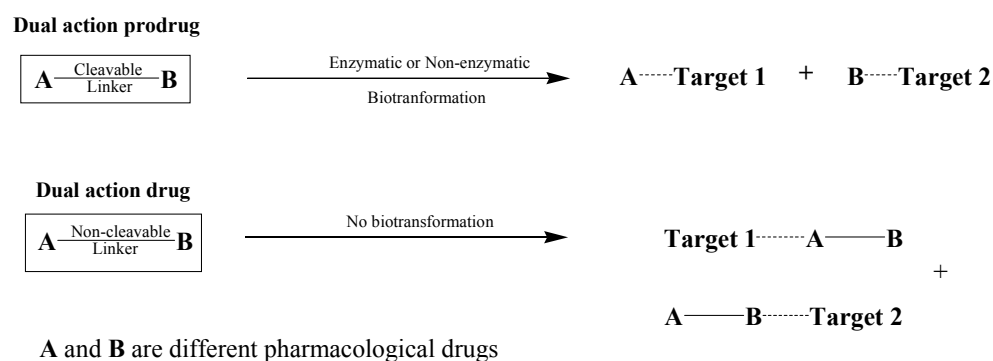 Dual action prodrug
A Cleavable Linker B
Enzymatic or Non-enzymatic
Biotranformation
A Target 1 + B Target 2
Dual action drug
A Non-cleavable Linker B
No biotransformation
Target 1 A B
+
A B Target 2
A and B are different pharmacological drugs